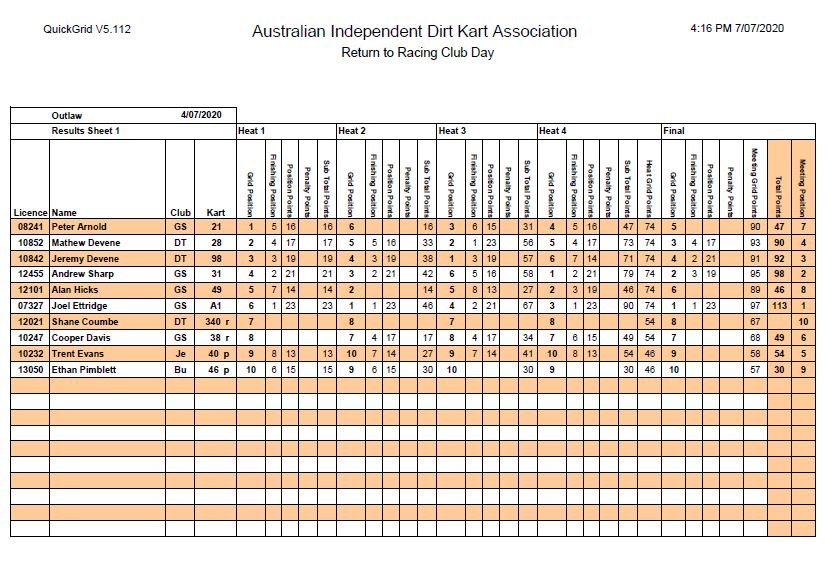 QuickGrid V5.112
Australian Independent Dirt Kart Association
4:16 PM 7/07/2020
Return to Racing Club Day
Outlaw 4/07/2020
Results Sheet 1 Heat 1 Heat 2 Heat 3 Heat 4 Final
Licence Name Club Kart Grid Position Finishing Position Position Points Penalty Points Sub Total Points Grid Position Finishing Position Position Points Penalty Points Sub Total Points Grid Position Finishing Position Position Points Penalty Points Sub Total Points Grid Position Finishing Position Position Points Penalty Points Sub Total Points Heat Grid Points Grid Position Finishing Position Position Points Penalty Points Meeting Grid Points Total Points Meeting Position
08241 Peter Arnold GS 21 1 5 16 16 6 16 3 6 15 31 4 5 16 47 74 5 90 47 7
10852 Mathew Devene DT 28 2 4 17 17 5 5 16 33 2 1 23 56 5 4 17 73 74 3 4 17 93 90 4
10842 Jeremy Devene DT 98 3 3 19 19 4 3 19 38 1 3 19 57 6 7 14 71 74 4 2 21 91 92 3
12455 Andrew Sharp GS 31 4 2 21 21 3 2 21 42 6 5 16 58 1 2 21 79 74 2 3 19 95 98 2
12101 Alan Hicks GS 49 5 7 14 14 2 14 5 8 13 27 2 3 19 46 74 6 89 46 8
07327 Joel Ettridge GS A1 6 1 23 23 1 1 23 46 4 2 21 67 3 1 23 90 74 1 1 23 97 113 1
12021 Shane Coumbe DT 340 r 7 8 7 8 54 8 67 10
10247 Cooper Davis GS 38 r 8 7 4 17 17 8 4 17 34 7 6 15 49 54 7 68 49 6
10232 Trent Evans Je 40 p 9 8 13 13 10 7 14 27 9 7 14 41 10 8 13 54 46 9 58 54 5
13050 Ethan Pimblett Bu 46 p 10 6 15 15 9 6 15 30 10 30 9 30 46 10 57 30 9